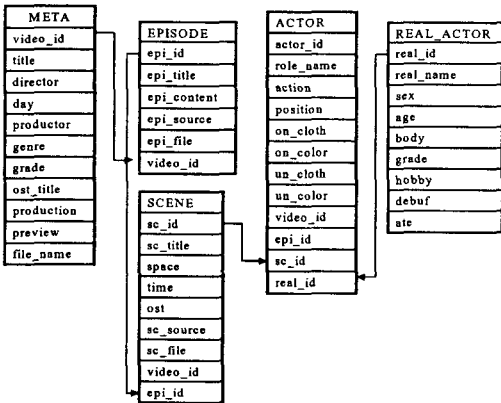 META
video_id
title
director
day
productor
genre
grade
ost_title
production
preview
file_name
EPISODE
epi_id
epi_title
epi_content
epi_source
epi_file
video_id
SCENE
sc_id
sc_title
space
time
ost
sc_source
sc_file
video_id
epi_id
ACTOR
actor_id
role_name
action
position
on_cloth
on_color
un_cloth
un_color
video_id
epi_id
sc_id
real_id
REAL_ACTOR
real_id
real_name
sex
age
body
grade
hobby
debuf
ate